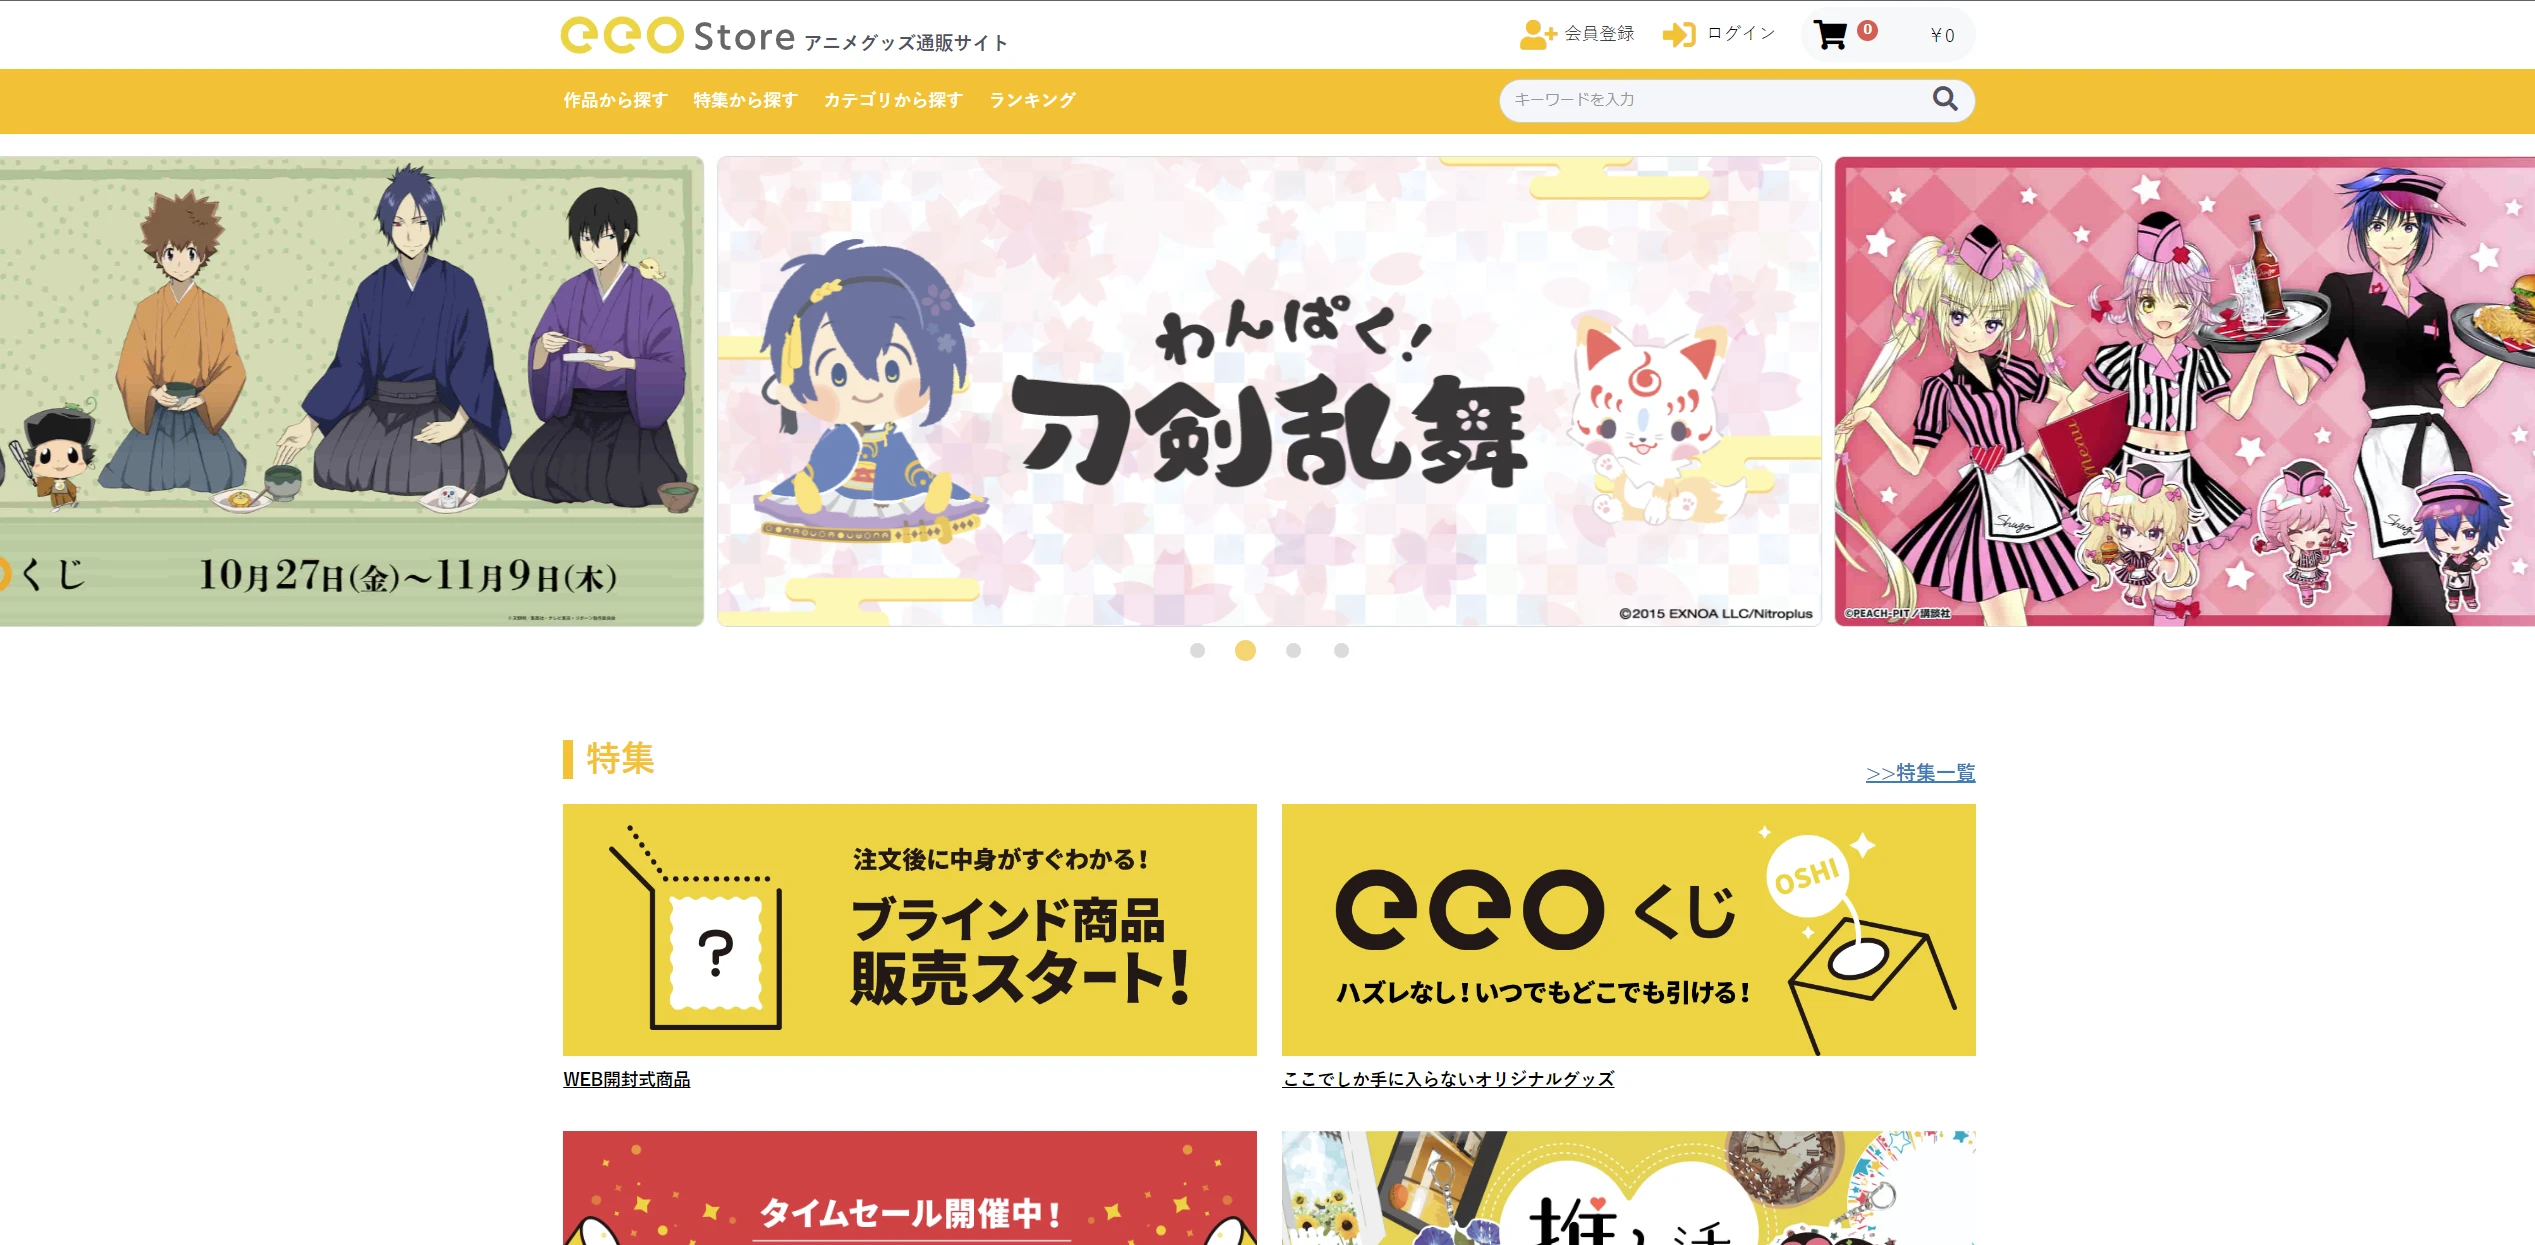 eeo Store アニメグッズ通販サイト
会員登録
ログイン
0
￥0
作品から探す
特集から探す
カテゴリから探す
ランキング
キーワードを入力
くじ
10月27日(金)～11月9日(木)
わんぱく!
刀剣乱舞
©2015 EXNOA LLC/Nitroplus
menu
Shugo
©PEACH-PIT／講談社
特集
>>特集一覧
?
注文後に中身がすぐわかる!
ブラインド商品
販売スタート!
eeo くじ
OSHI
ハズレなし!いつでもどこでも引ける!
WEB開封式商品
ここでしか手に入らないオリジナルグッズ
タイムセール開催中!